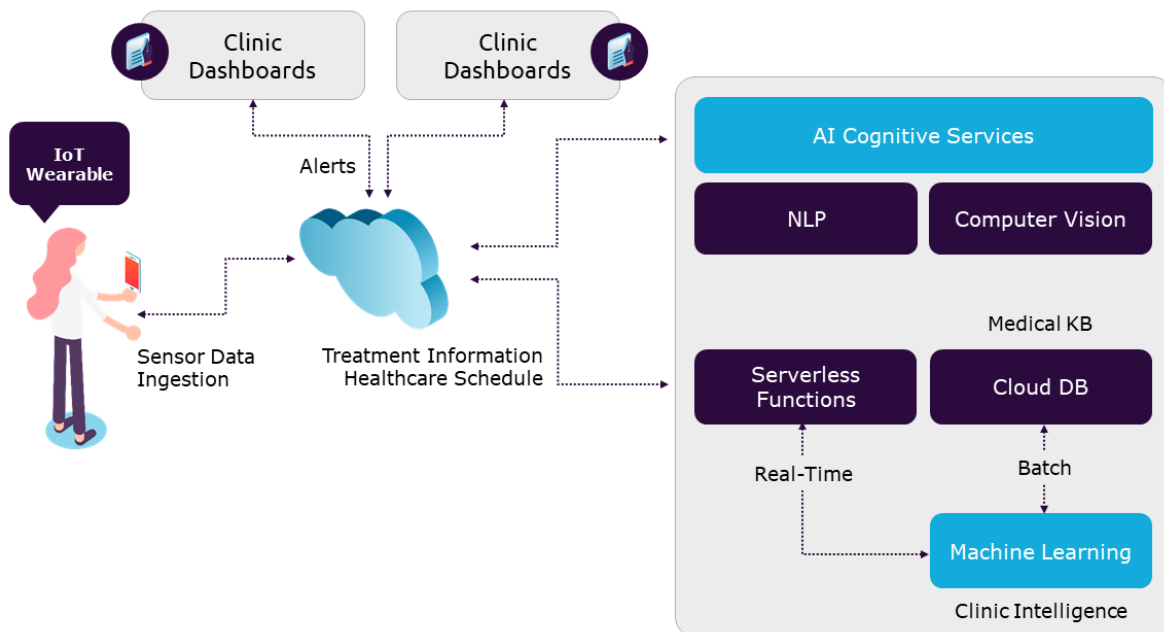 Clinic
Dashboards
Clinic
Dashboards
IoT
Wearable
Alerts
Sensor Data
Ingestion
Treatment Information
Healthcare Schedule
AI Cognitive Services
NLP
Computer Vision
Medical KB
Serverless
Functions
Cloud DB
Real-Time
Batch
Machine Learning
Clinic Intelligence